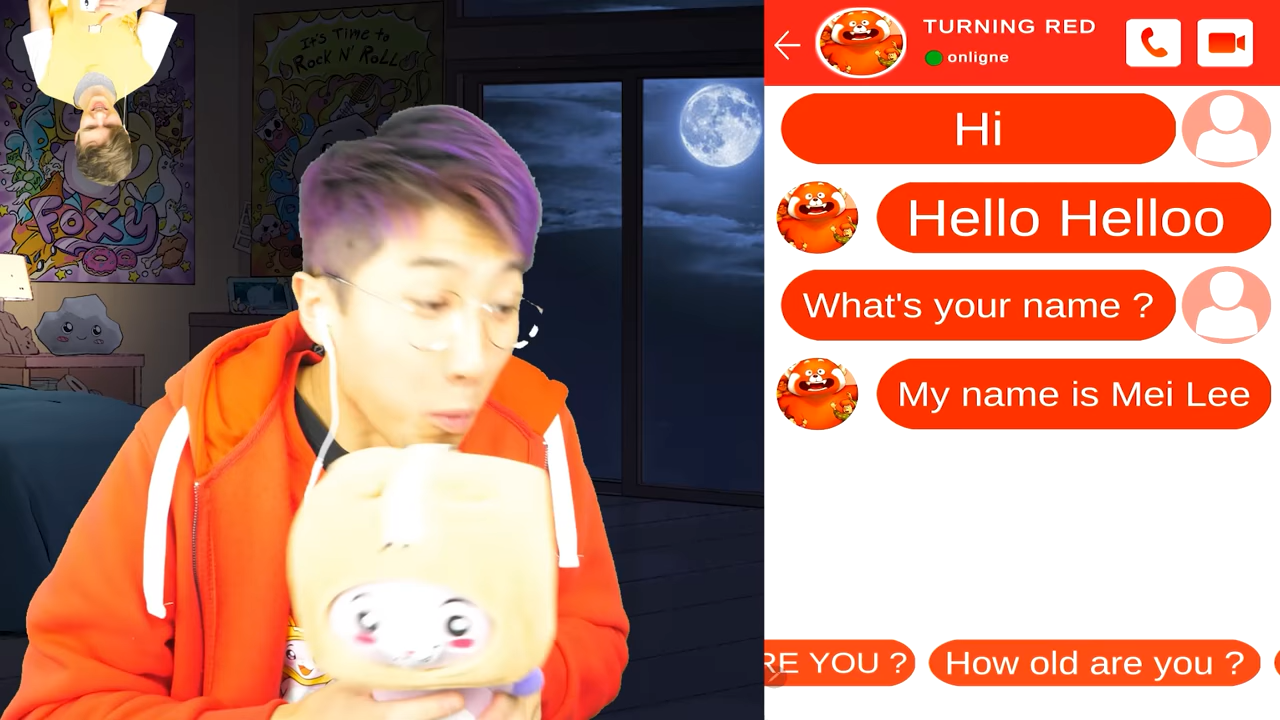 It's Time to
Rock N' Roll
FOXY
TURNING RED
onligne
Hi
Hello Helloo
What's your name ?
My name is Mei Lee
RE YOU ?
How old are you ?